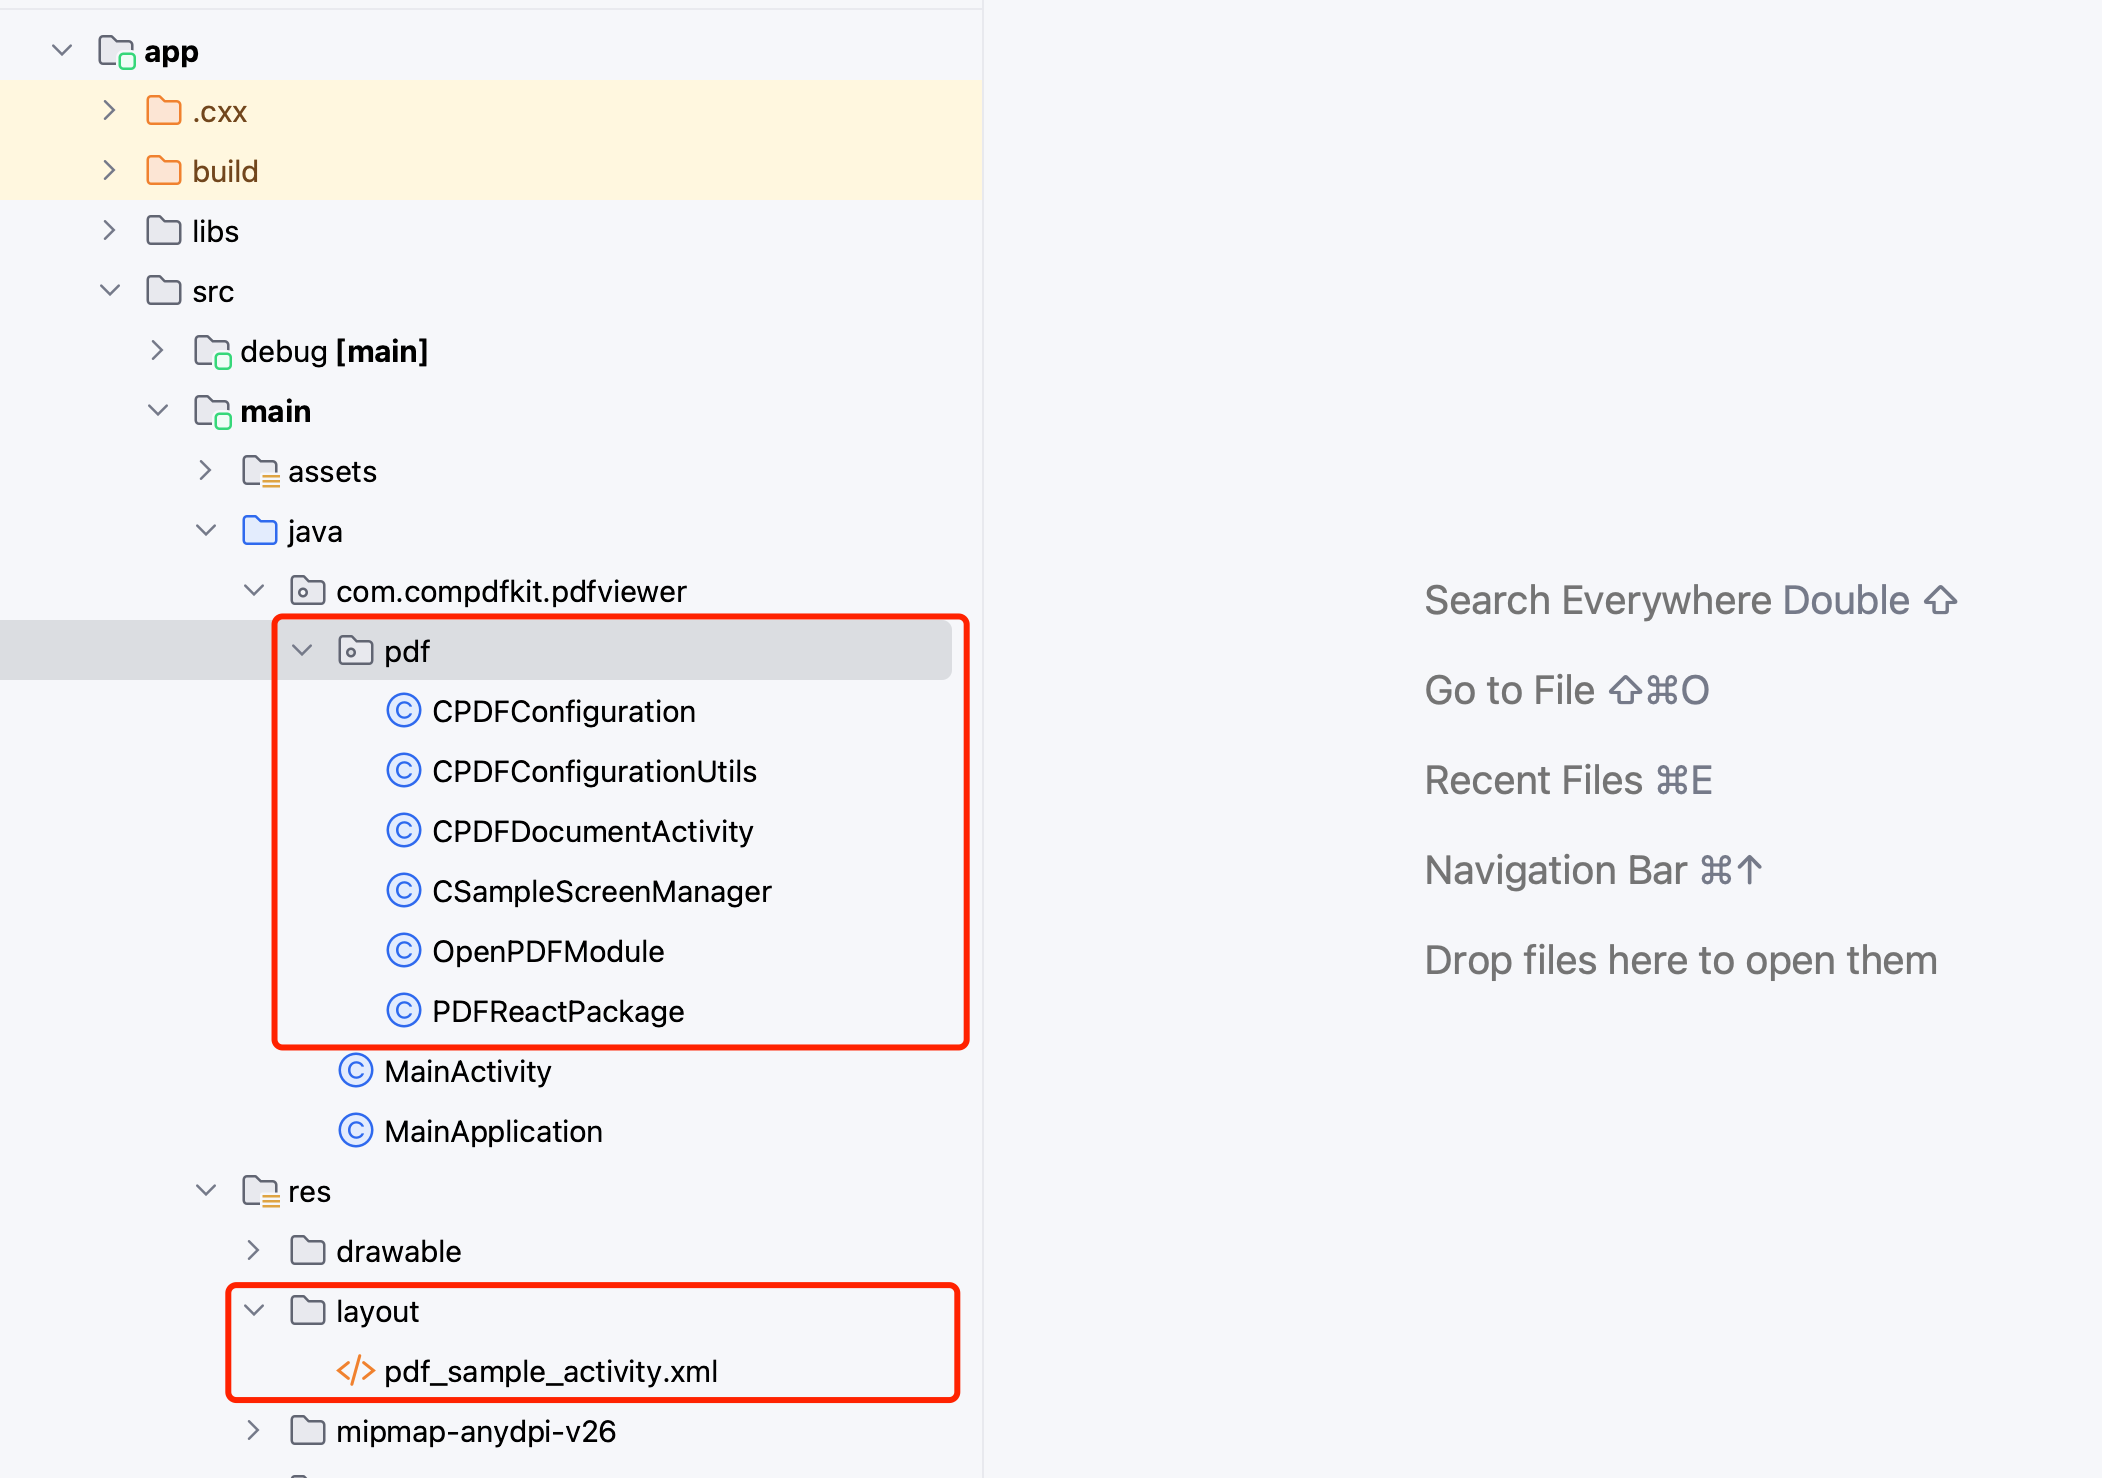 app
.cxx
build
libs
src
debug [main]
main
assets
java
com.compdfkit.pdfviewer
pdf
CPDFConfiguration
CPDFConfigurationUtils
CPDFDocumentActivity
CSampleScreenManager
OpenPDFModule
PDFReactPackage
MainActivity
MainApplication
res
drawable
layout
pdf_sample_activity.xml
mipmap-anydpi-v26
Search Everywhere Double ⇧
Go to File ⇧⌘O
Recent Files ⌘E
Navigation Bar ⌘↑
Drop files here to open them